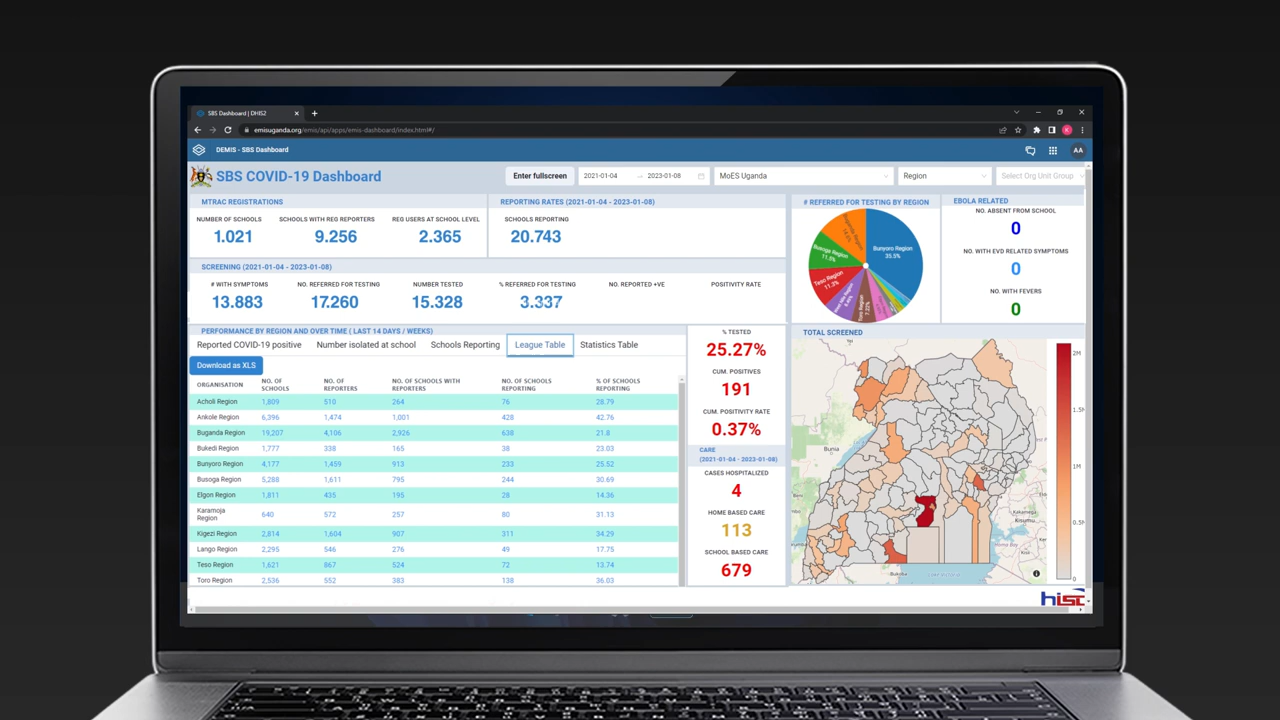 SBS Dashboard | DHIS2
emisuganda.org/emis/api/apps/emis-dashboard/index.html#/
DEMIS - SBS Dashboard
AA
SBS COVID-19 Dashboard
Enter fullscreen
2021-01-04 → 2023-01-08
MoES Uganda
Region
Select Org Unit Group
MTRAC REGISTRATIONS
NUMBER OF SCHOOLS
SCHOOLS WITH REG REPORTERS
REG USERS AT SCHOOL LEVEL
1.021
9.256
2.365
REPORTING RATES (2021-01-04 - 2023-01-08)
SCHOOLS REPORTING
20.743
SCREENING (2021-01-04 - 2023-01-08)
# WITH SYMPTOMS
NO. REFERRED FOR TESTING
NUMBER TESTED
% REFERRED FOR TESTING
NO. REPORTED +VE
POSITIVITY RATE
13.883
17.260
15.328
3.337
# REFERRED FOR TESTING BY REGION
Bunyoro Region
35.5%
Busoga Region
11.5%
Teso Region
11.3%
EBOLA RELATED
NO. ABSENT FROM SCHOOL
0
NO. WITH EVD RELATED SYMPTOMS
0
NO. WITH FEVERS
0
PERFORMANCE BY REGION AND OVER TIME ( LAST 14 DAYS / WEEKS)
Reported COVID-19 positive
Number isolated at school
Schools Reporting
League Table
Statistics Table
Download as XLS
ORGANISATION NO. OF SCHOOLS NO. OF REPORTERS NO. OF SCHOOLS WITH REPORTERS NO. OF SCHOOLS REPORTING % OF SCHOOLS REPORTING
Acholi Region 1,809 510 264 76 28.79
Ankole Region 6,396 1,474 1,001 428 42.76
Buganda Region 19,207 4,106 2,926 638 21.8
Bukedi Region 1,777 338 165 38 23.03
Bunyoro Region 4,177 1,459 913 233 25.52
Busoga Region 5,288 1,611 795 244 30.69
Elgon Region 1,811 435 195 28 14.36
Karamoja Region 640 572 257 80 31.13
Kigezi Region 2,814 1,604 907 311 34.29
Lango Region 2,295 546 276 49 17.75
Teso Region 1,621 867 524 72 13.74
Toro Region 2,536 552 383 138 36.03
% TESTED
25.27%
CUM. POSITIVES
191
CUM. POSITIVITY RATE
0.37%
CARE
(2021-01-04 - 2023-01-08)
CASES HOSPITALIZED
4
HOME BASED CARE
113
SCHOOL BASED CARE
679
TOTAL SCREENED
Bunia
Kakamega
Kisumu
Bukoba
2M
1.5M
1M
0.5M
0